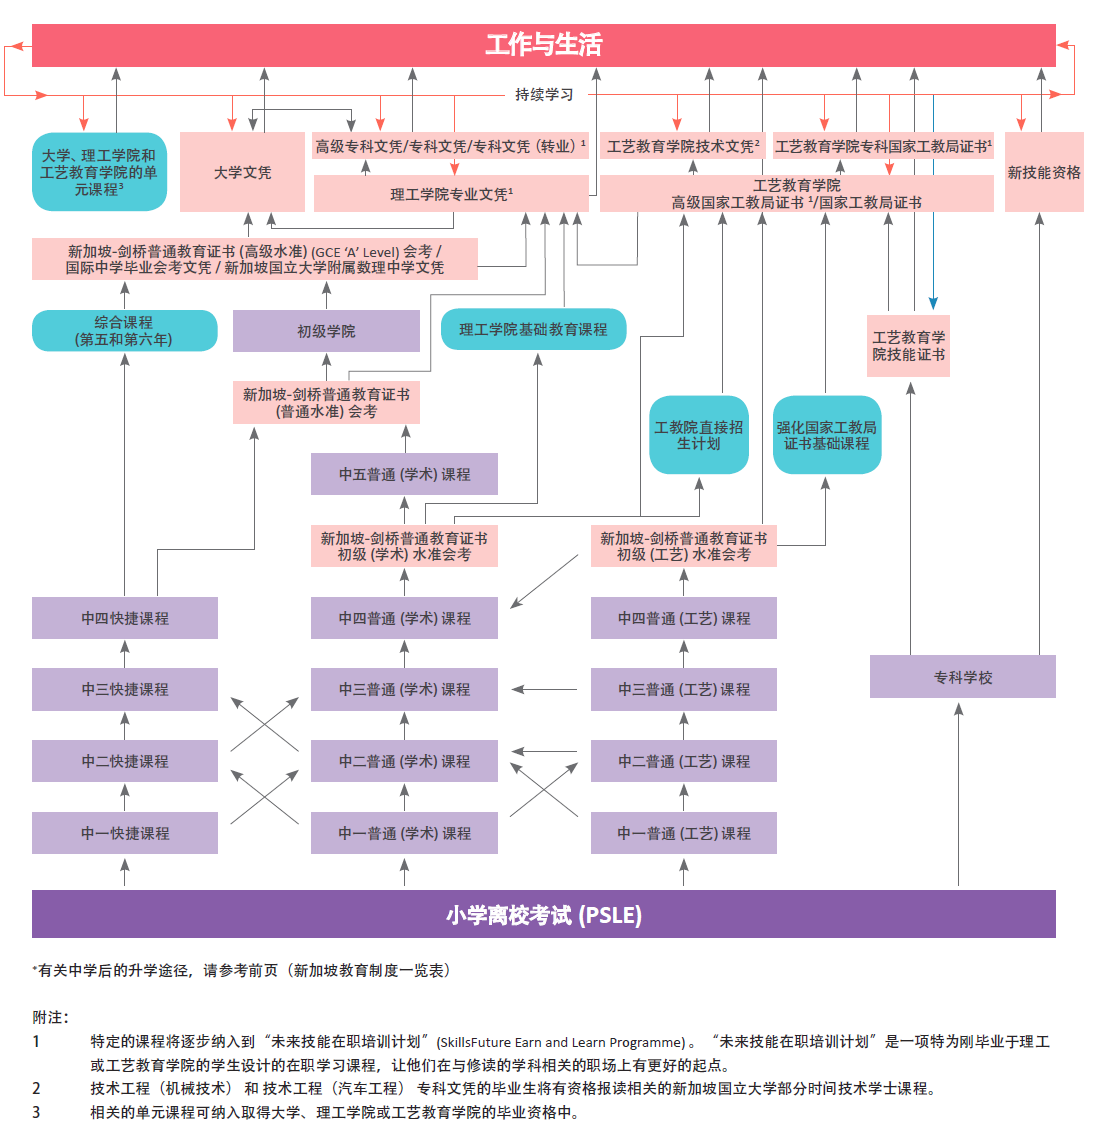 工作与生活
持续学习
大学、理工学院和
工艺教育学院的单
元课程3
大学文凭
高级专科文凭/专科文凭/专科文凭（转业）1
理工学院专业文凭1
工艺教育学院技术文凭2
工艺教育学院专科国家工教局证书1
工艺教育学院
高级国家工教局证书 1/国家工教局证书
新技能资格
新加坡-剑桥普通教育证书 (高级水准) (GCE ‘A’ Level) 会考 /
国际中学毕业会考文凭 / 新加坡国立大学附属数理中学文凭
综合课程
(第五和第六年)
初级学院
理工学院基础教育课程
工艺教育学
院技能证书
新加坡-剑桥普通教育证书
(普通水准) 会考
工教院直接招
生计划
强化国家工教局
证书基础课程
中五普通 (学术) 课程
新加坡-剑桥普通教育证书
初级 (学术) 水准会考
新加坡-剑桥普通教育证书
初级 (工艺) 水准会考
中四快捷课程
中四普通 (学术) 课程
中四普通 (工艺) 课程
中三快捷课程
中三普通 (学术) 课程
中三普通 (工艺) 课程
专科学校
中二快捷课程
中二普通 (学术) 课程
中二普通 (工艺) 课程
中一快捷课程
中一普通 (学术) 课程
中一普通 (工艺) 课程
小学离校考试 (PSLE)
*有关中学后的升学途径，请参考前页（新加坡教育制度一览表）
附注：
1 特定的课程将逐步纳入到“未来技能在职培训计划”(SkillsFuture Earn and Learn Programme) 。“未来技能在职培训计划”是一项特为刚毕业于理工
或工艺教育学院的学生设计的在职学习课程，让他们在与修读的学科相关的职场上有更好的起点。
2 技术工程（机械技术） 和 技术工程（汽车工程） 专科文凭的毕业生将有资格报读相关的新加坡国立大学部分时间技术学士课程。
3 相关的单元课程可纳入取得大学、理工学院或工艺教育学院的毕业资格中。